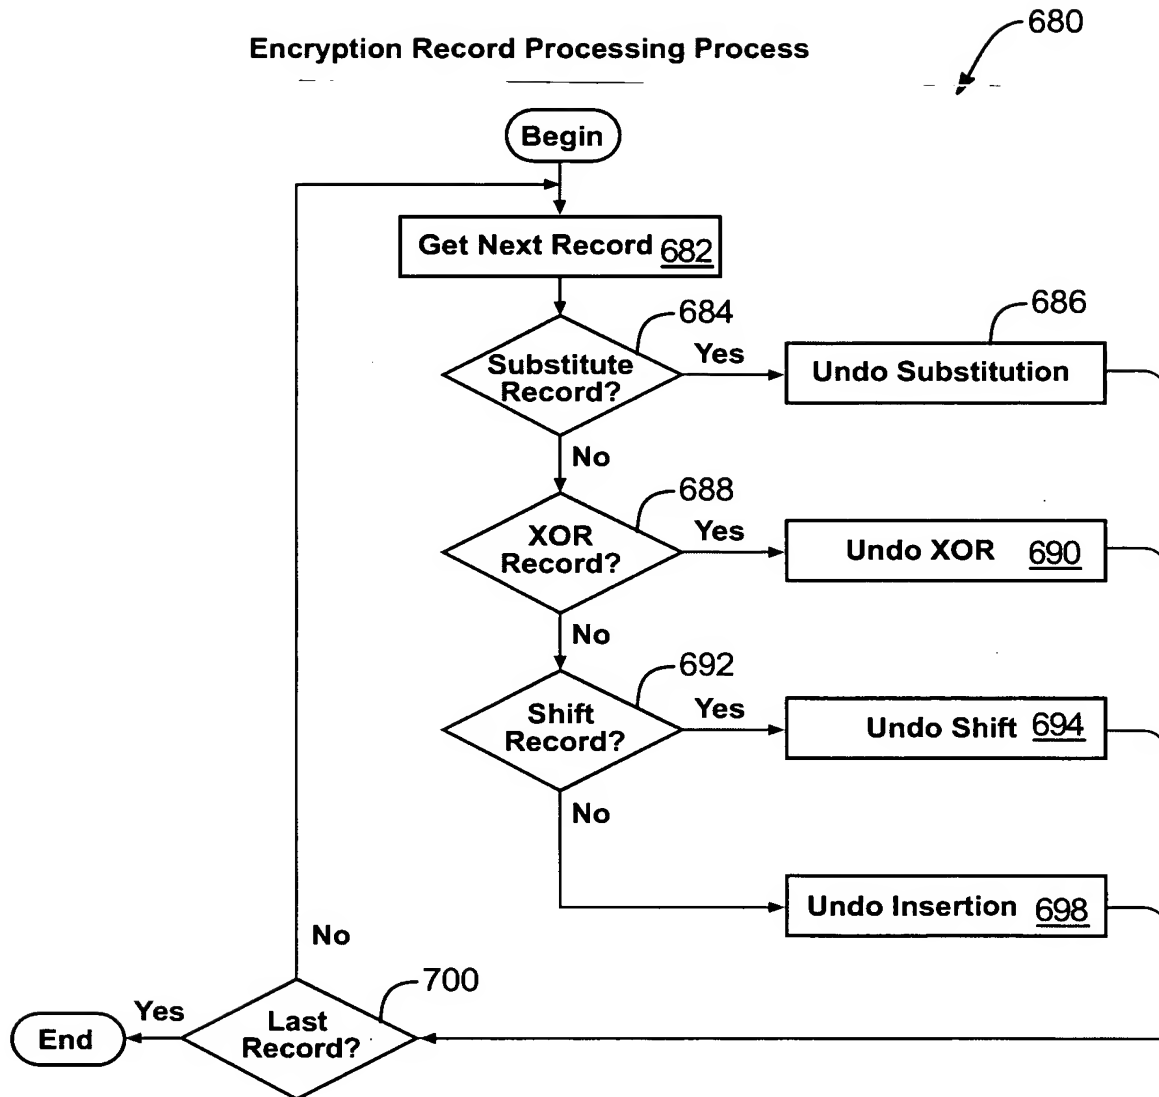 680
Encryption Record Processing Process
Begin
Get Next Record 682
684
Substitute
Record?
Yes
686
Undo Substitution
No
688
XOR
Record?
Yes
Undo XOR 690
No
692
Shift
Record?
Yes
Undo Shift 694
No
Undo Insertion 698
No
700
Last
Record?
Yes
End